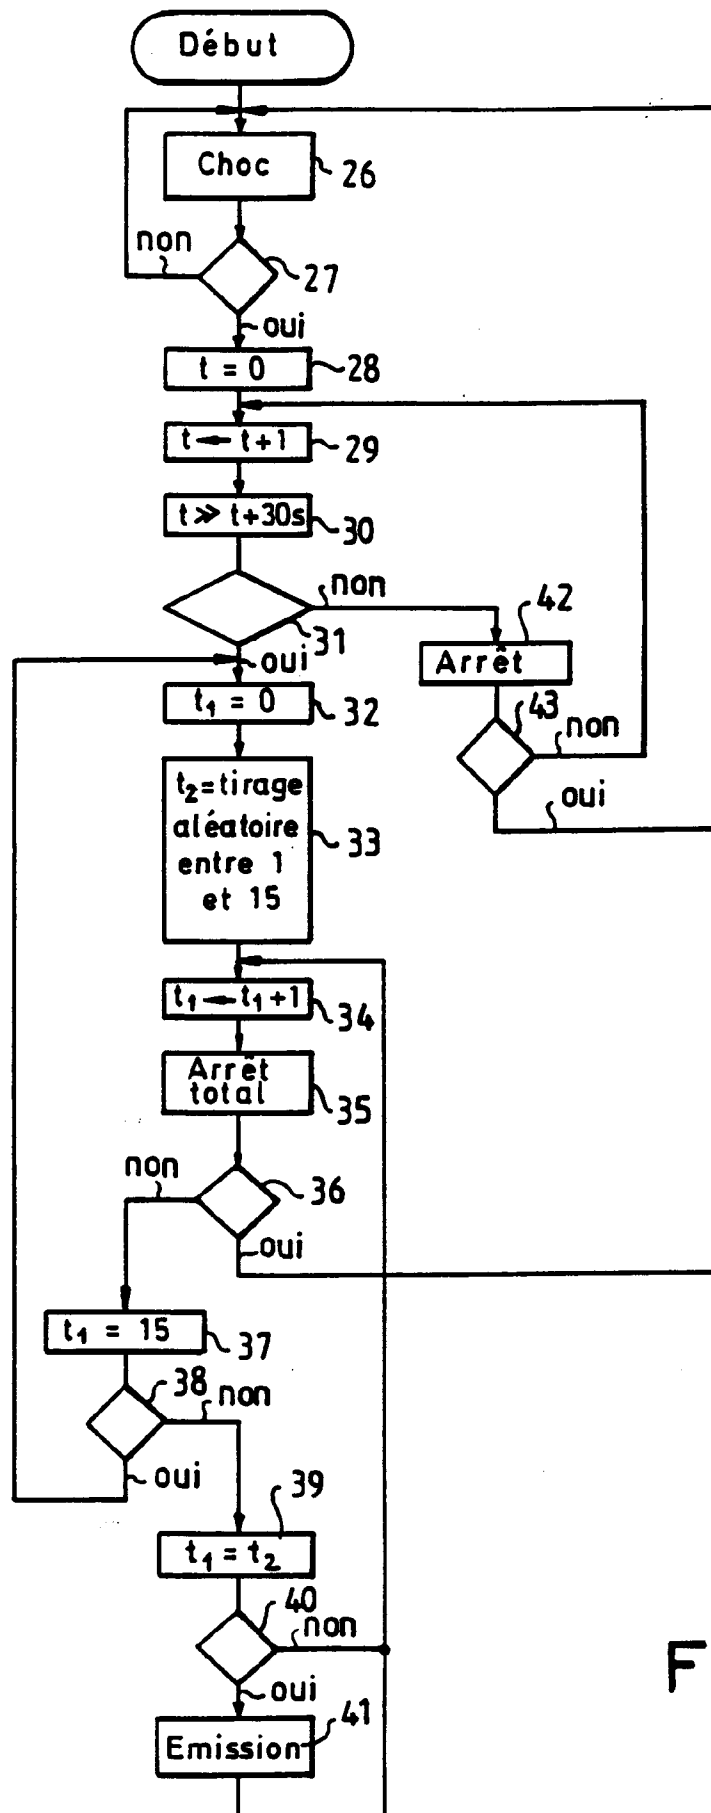 Début
Choc
26
non
27
oui
t = 0
28
t ← t+1
29
t ≫ t+30s
30
non
31
42
oui
Arrêt
t₁ = 0
32
43
non
t₂=tirage
aléatoire
entre 1
et 15
33
oui
t₁ ← t₁+1
34
Arrêt
total
35
non
36
oui
t₁ = 15
37
38
non
oui
39
t₁ = t₂
40
non
oui
41
Emission
F